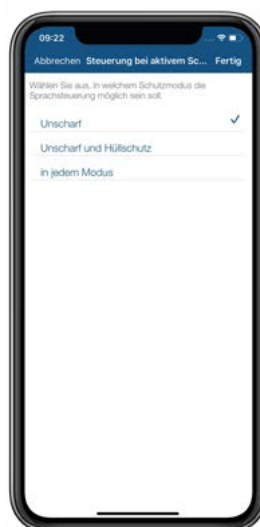 09:22
Abbrechen Steuerung bei aktivem Sc... Fertig
Wählen Sie aus, in welchem Schutzmodus die
Sprachsteuerung möglich sein soll.
Unscharf
Unscharf und Hüllschutz
in jedem Modus